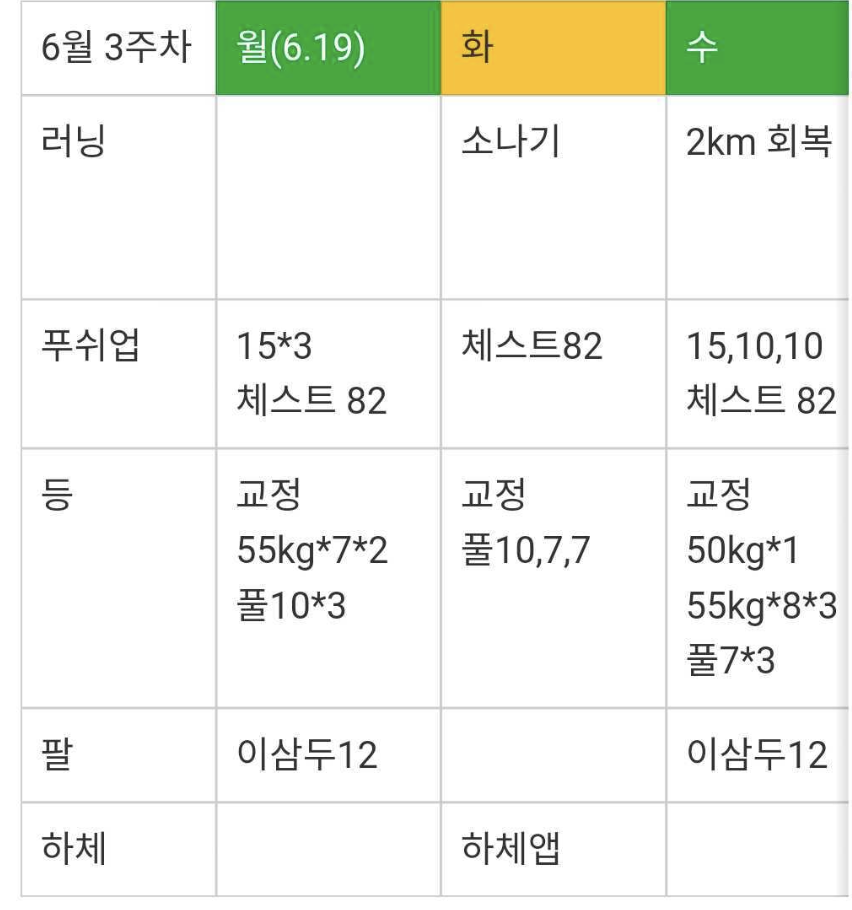 6월 3주차 월(6.19) 화 수
러닝 소나기 2km 회복
푸쉬업 15*3 체스트82 15,10,10
체스트 82 체스트 82
등 교정 교정 교정
55kg*7*2 풀10,7,7 50kg*1
풀10*3 55kg*8*3
풀7*3
팔 이삼두12 이삼두12
하체 하체앱